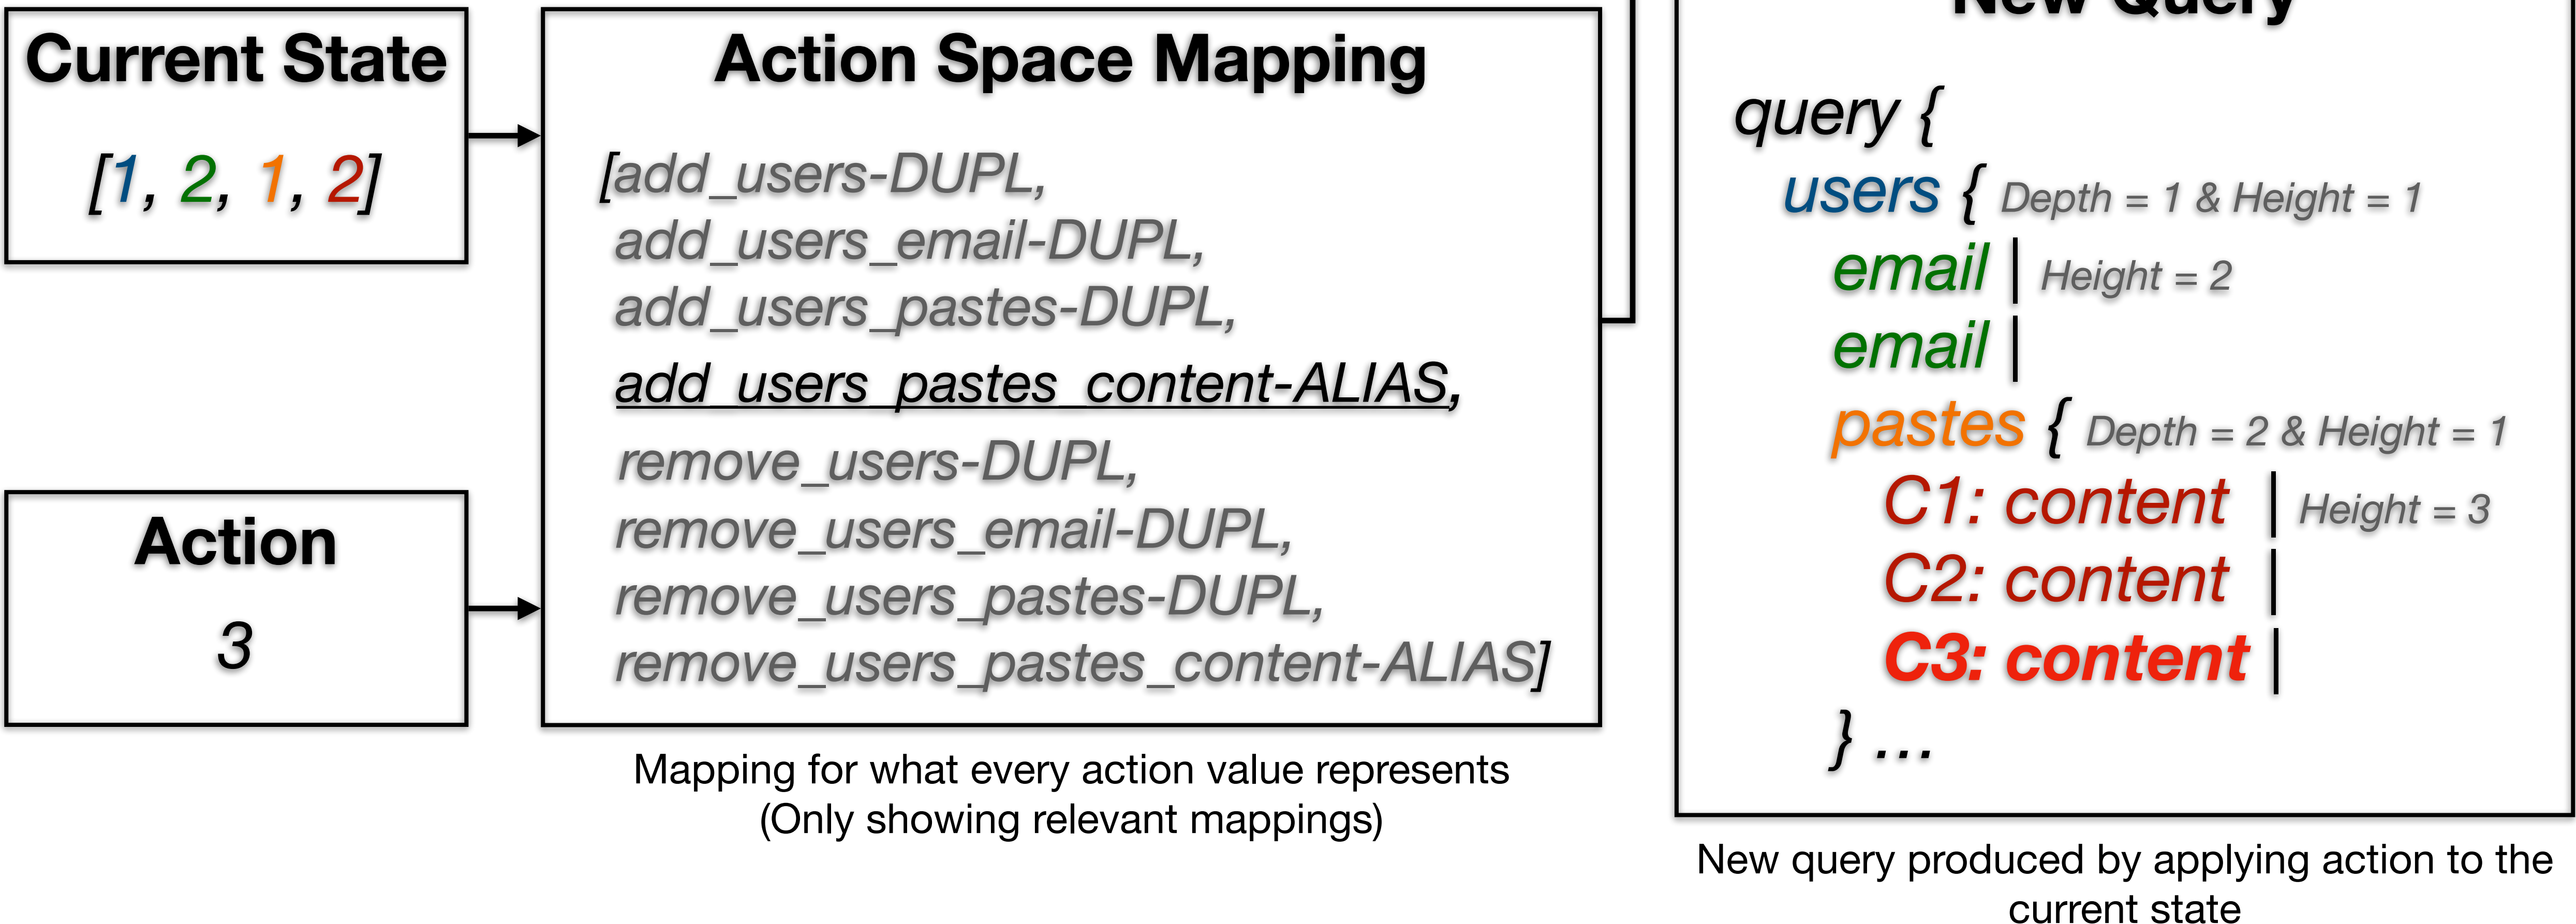 Current State
[1, 2, 1, 2]
Action
3
Action Space Mapping
[add_users-DUPL,
add_users_email-DUPL,
add_users_pastes-DUPL,
add_users_pastes_content-ALIAS,
remove_users-DUPL,
remove_users_email-DUPL,
remove_users_pastes-DUPL,
remove_users_pastes_content-ALIAS]
Mapping for what every action value represents
(Only showing relevant mappings)
New Query
query {
users { Depth = 1 & Height = 1
email | Height = 2
email |
pastes { Depth = 2 & Height = 1
C1: content | Height = 3
C2: content |
C3: content |
} ...
New query produced by applying action to the
current state